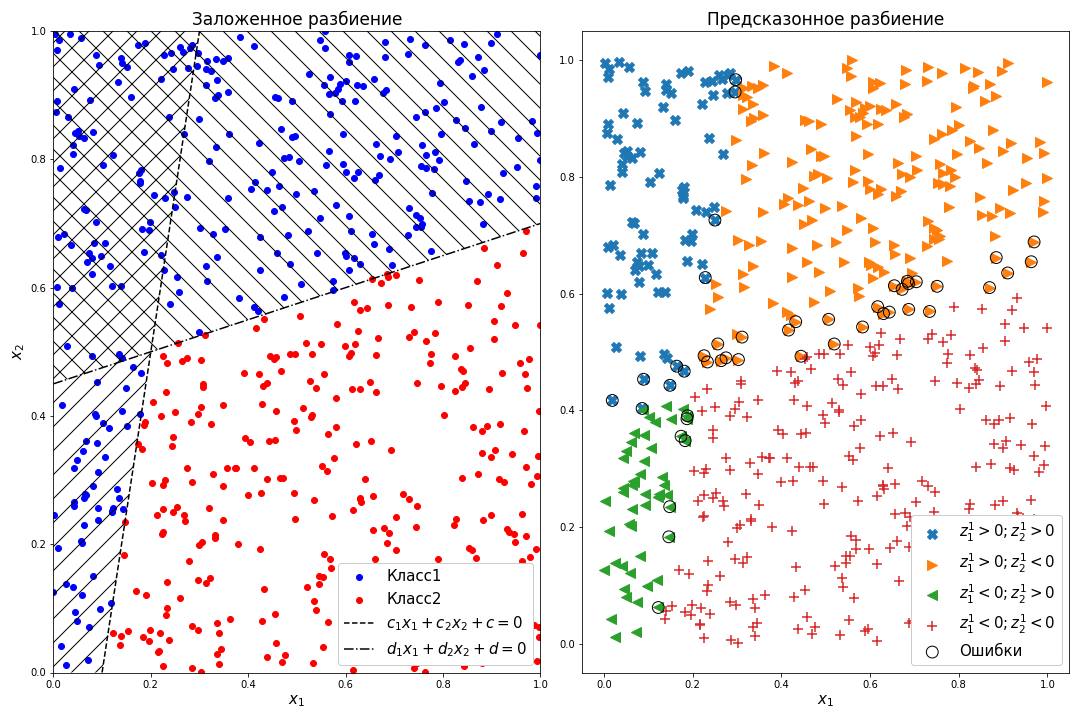 Заложенное разбиение
Предсказонное разбиение
1.0
0.8
0.6
0.4
0.2
0.0
x₂
Класс1
Класс2
c₁x₁ + c₂x₂ + c = 0
d₁x₁ + d₂x₂ + d = 0
0.0 0.2 0.4 0.6 0.8 1.0
x₁
1.0
0.8
0.6
0.4
0.2
0.0
z₁¹ > 0; z₂¹ > 0
z₁¹ > 0; z₂¹ < 0
z₁¹ < 0; z₂¹ > 0
z₁¹ < 0; z₂¹ < 0
Ошибки
0.0 0.2 0.4 0.6 0.8 1.0
x₁